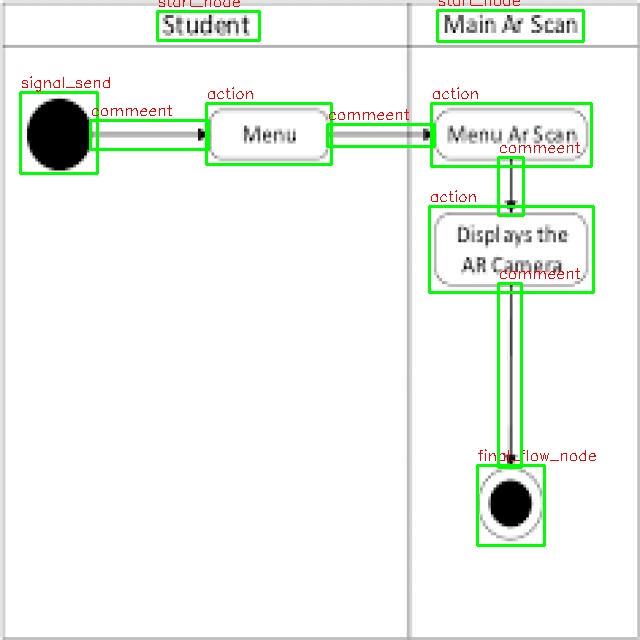 start_node
start_node
Student
Main Ar Scan
signal_send
commeent
action
commeent
action
Menu
Menu Ar Scan
commeent
action
Displays the
AR Camera
commeent
final_flow_node